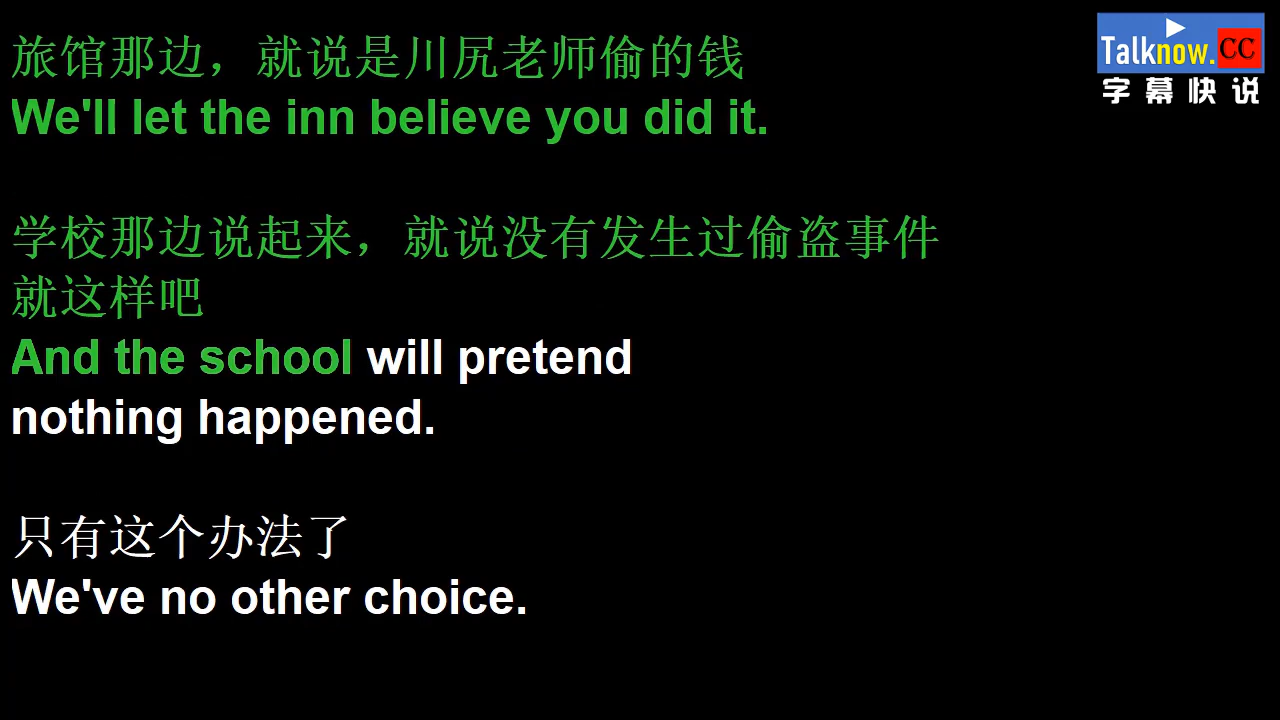 旅馆那边，就说是川尻老师偷的钱
We'll let the inn believe you did it.
学校那边说起来，就说没有发生过偷盗事件
就这样吧
And the school will pretend
nothing happened.
只有这个办法了
We've no other choice.
Talknow.CC
字幕快说